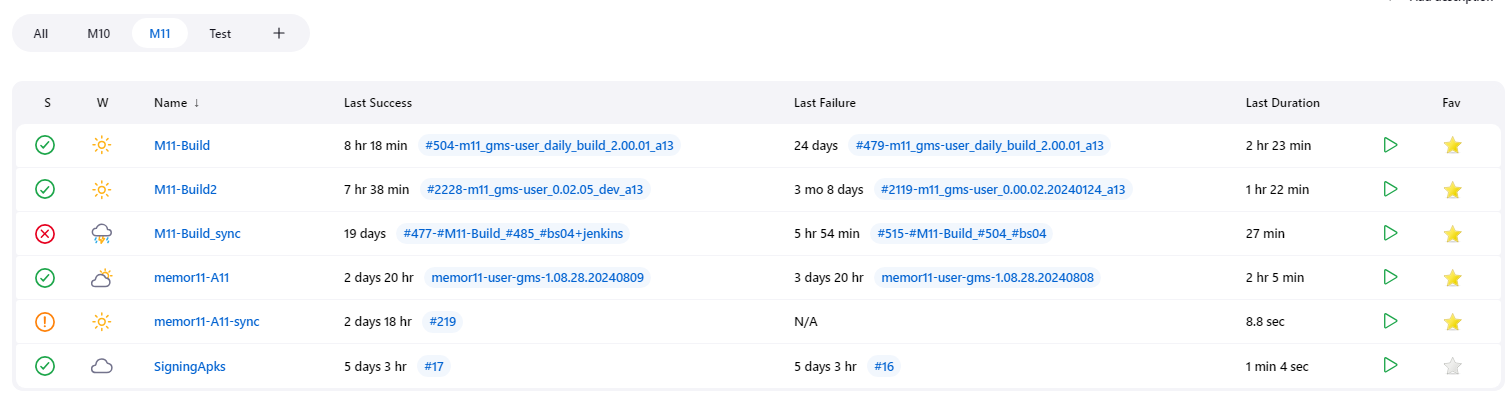 Add description
All M10 M11 Test +
S W Name ↓ Last Success Last Failure Last Duration Fav
M11-Build 8 hr 18 min #504-m11_gms-user_daily_build_2.00.01_a13 24 days #479-m11_gms-user_daily_build_2.00.01_a13 2 hr 23 min
M11-Build2 7 hr 38 min #2228-m11_gms-user_0.02.05_dev_a13 3 mo 8 days #2119-m11_gms-user_0.00.02.20240124_a13 1 hr 22 min
M11-Build_sync 19 days #477-#M11-Build_#485_#bs04+jenkins 5 hr 54 min #515-#M11-Build_#504_#bs04 27 min
memor11-A11 2 days 20 hr memor11-user-gms-1.08.28.20240809 3 days 20 hr memor11-user-gms-1.08.28.20240808 2 hr 5 min
memor11-A11-sync 2 days 18 hr #219 N/A 8.8 sec
SigningApks 5 days 3 hr #17 5 days 3 hr #16 1 min 4 sec